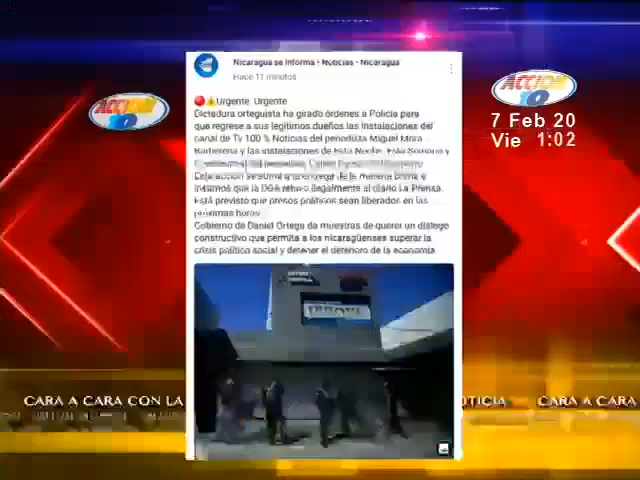 Nicaragua se Informa • Noticias • Nicaragua
Hace 11 minutos
ACCION 10
ACCION 10
7 Feb 20
Vie 1:02
Urgente Urgente
Dictadura orteguista ha girado órdenes a Policía para
que regrese a sus legítimos dueños las instalaciones del
canal de Tv 100 % Noticias del periodista Miguel Mora
Barberena y las instalaciones de Esta Noche, Esta Semana y
Esta acción se suma a la entrega de la materia prima e
insumos que la DGA retuvo ilegalmente al diario La Prensa.
Está previsto que presos políticos sean liberados en las
próximas horas
Gobierno de Daniel Ortega da muestras de querer un diálogo
constructivo que permita a los nicaragüenses superar la
crisis político social y detener el deterioro de la economía
CARA A CARA CON LA
OTICIA
CARA A CARA